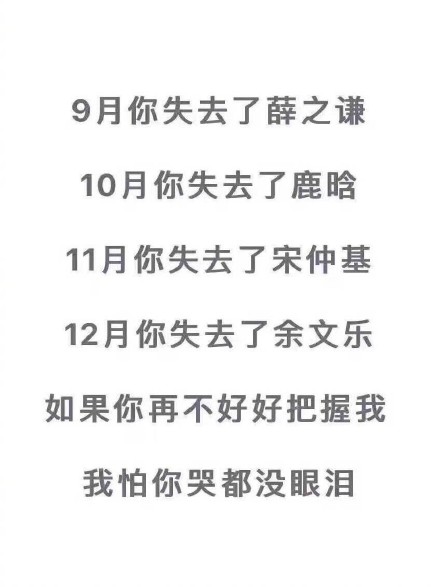 9月你失去了薛之谦
10月你失去了鹿晗
11月你失去了宋仲基
12月你失去了余文乐
如果你再不好好把握我
我怕你哭都没眼泪